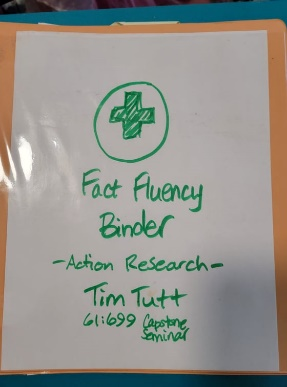 Fact Fluency
Binder
-Action Research-
Tim Tutt
61:699 Capstone
Seminar